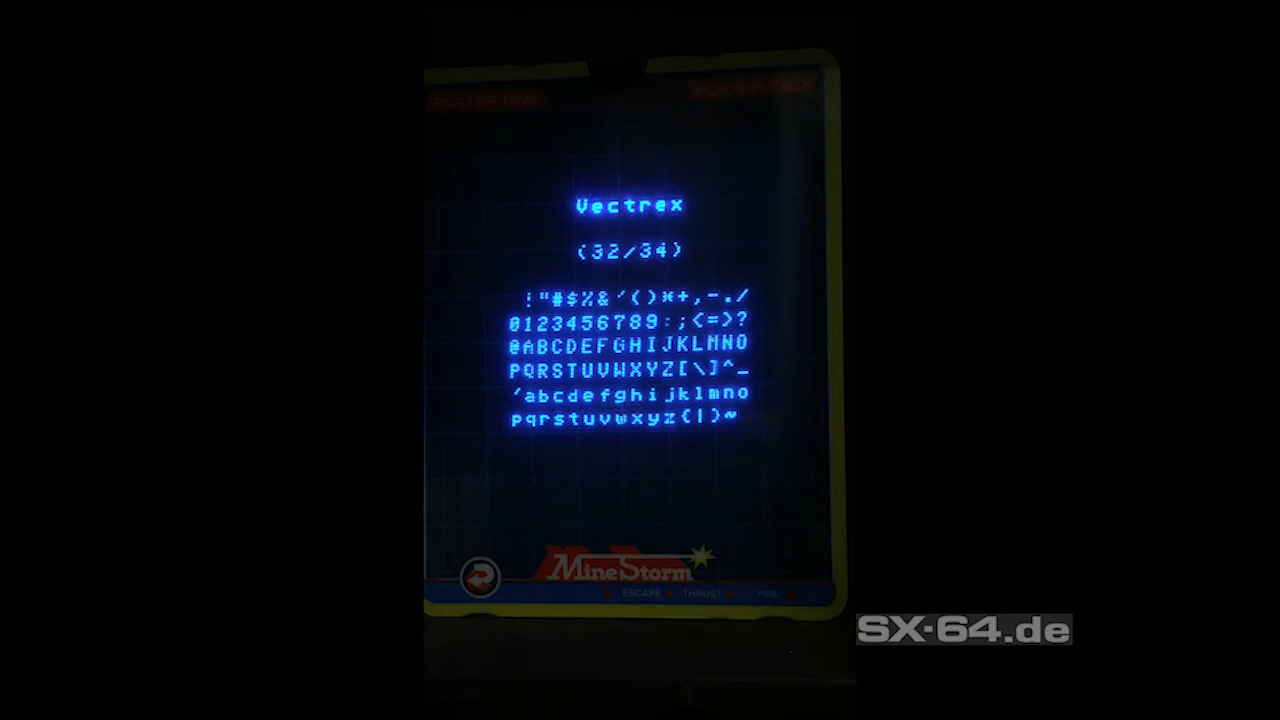 PLAYER ONE
PLAYER TWO
Vectrex
(32/34)
!"#$%&'()*+,-./
0123456789:;<=>?
@ABCDEFGHIJKLMNO
PQRSTUVWXYZ[\]^_
'abcdefghijklmno
pqrstuvwxyz{|}~
MineStorm
ESCAPE THRUST FIRE
SX-64.de